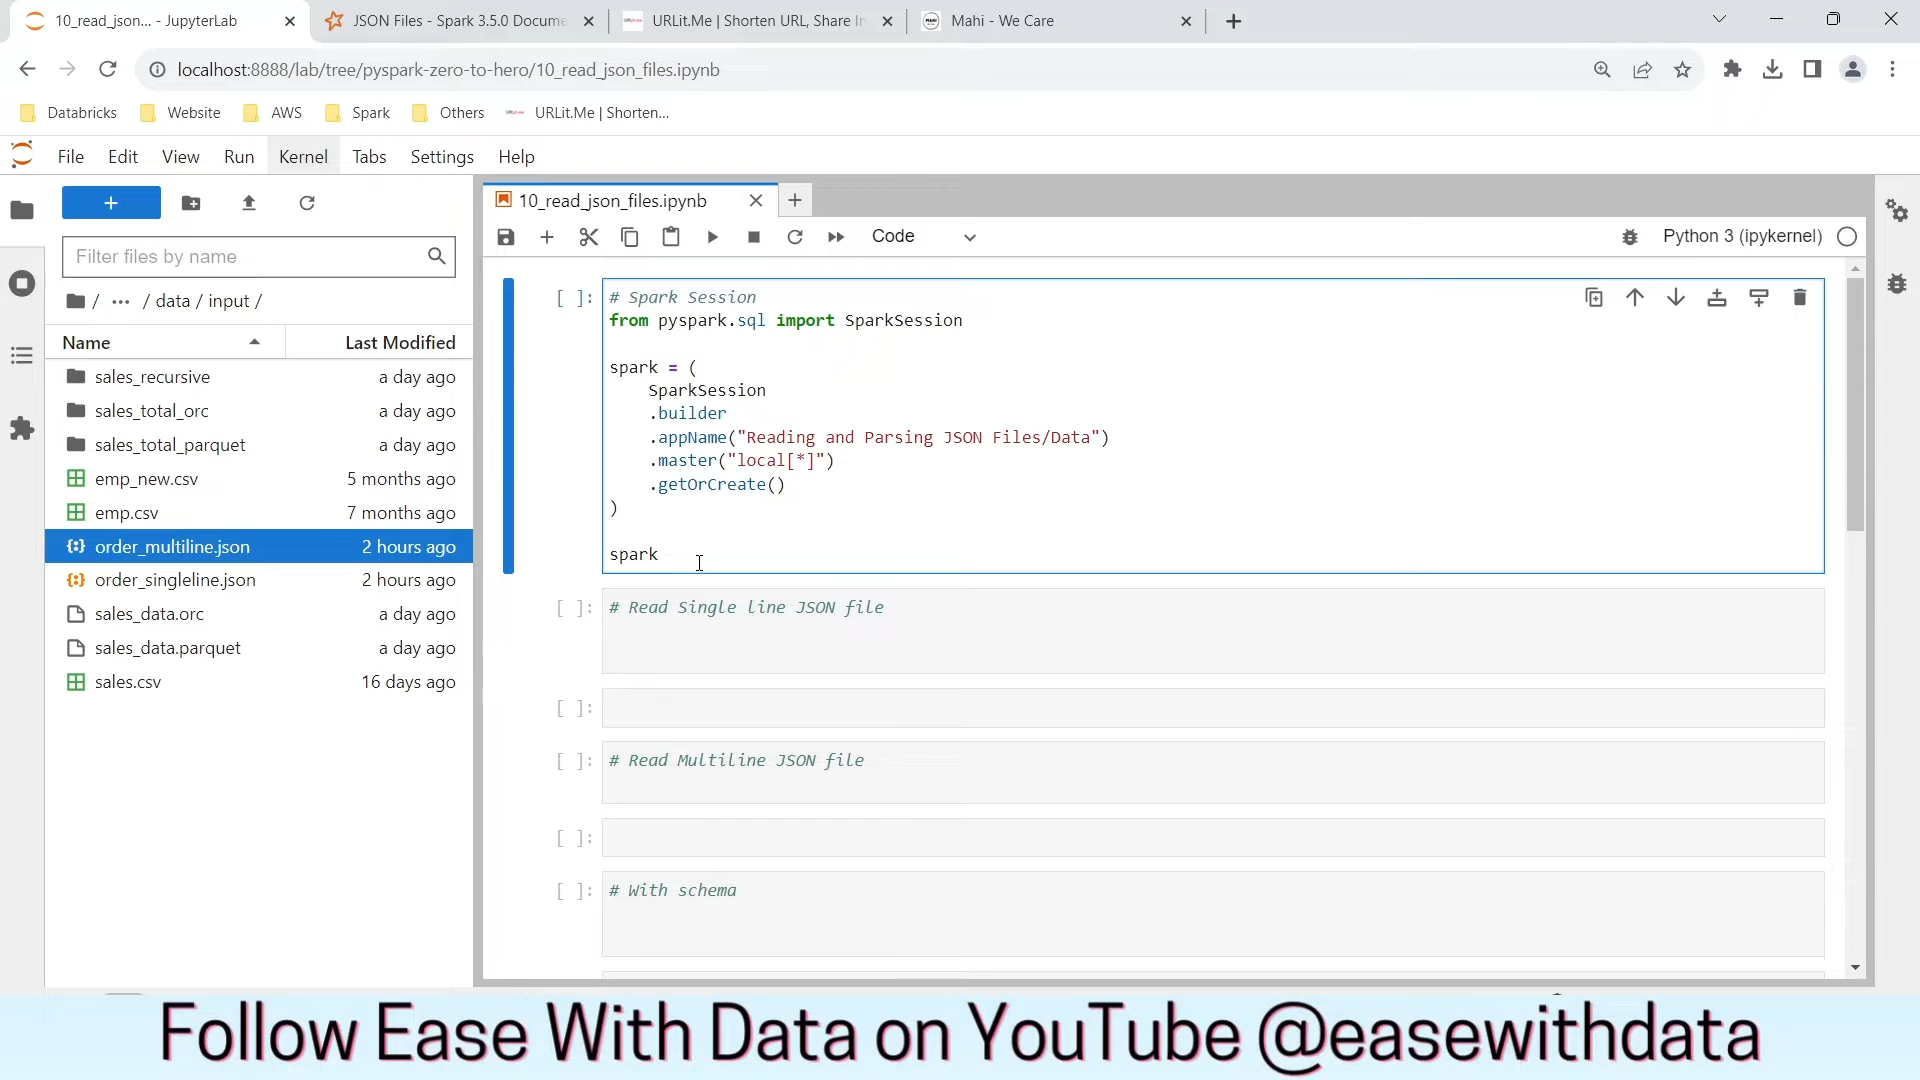 10_read_json... - JupyterLab
JSON Files - Spark 3.5.0 Docume
URLit.Me | Shorten URL, Share In
Mahi - We Care
localhost:8888/lab/tree/pyspark-zero-to-hero/10_read_json_files.ipynb
Databricks
Website
AWS
Spark
Others
URLit.Me | Shorten...
File Edit View Run Kernel Tabs Settings Help
10_read_json_files.ipynb
Code
Python 3 (ipykernel)
Filter files by name
/ ... / data / input /
Name Last Modified
sales_recursive a day ago
sales_total_orc a day ago
sales_total_parquet a day ago
emp_new.csv 5 months ago
emp.csv 7 months ago
order_multiline.json 2 hours ago
order_singleline.json 2 hours ago
sales_data.orc a day ago
sales_data.parquet a day ago
sales.csv 16 days ago
[ ]: # Spark Session
from pyspark.sql import SparkSession
spark = (
SparkSession
.builder
.appName("Reading and Parsing JSON Files/Data")
.master("local[*]")
.getOrCreate()
)
spark
[ ]: # Read Single line JSON file
[ ]:
[ ]: # Read Multiline JSON file
[ ]:
[ ]: # With schema
Follow Ease With Data on YouTube @easewithdata